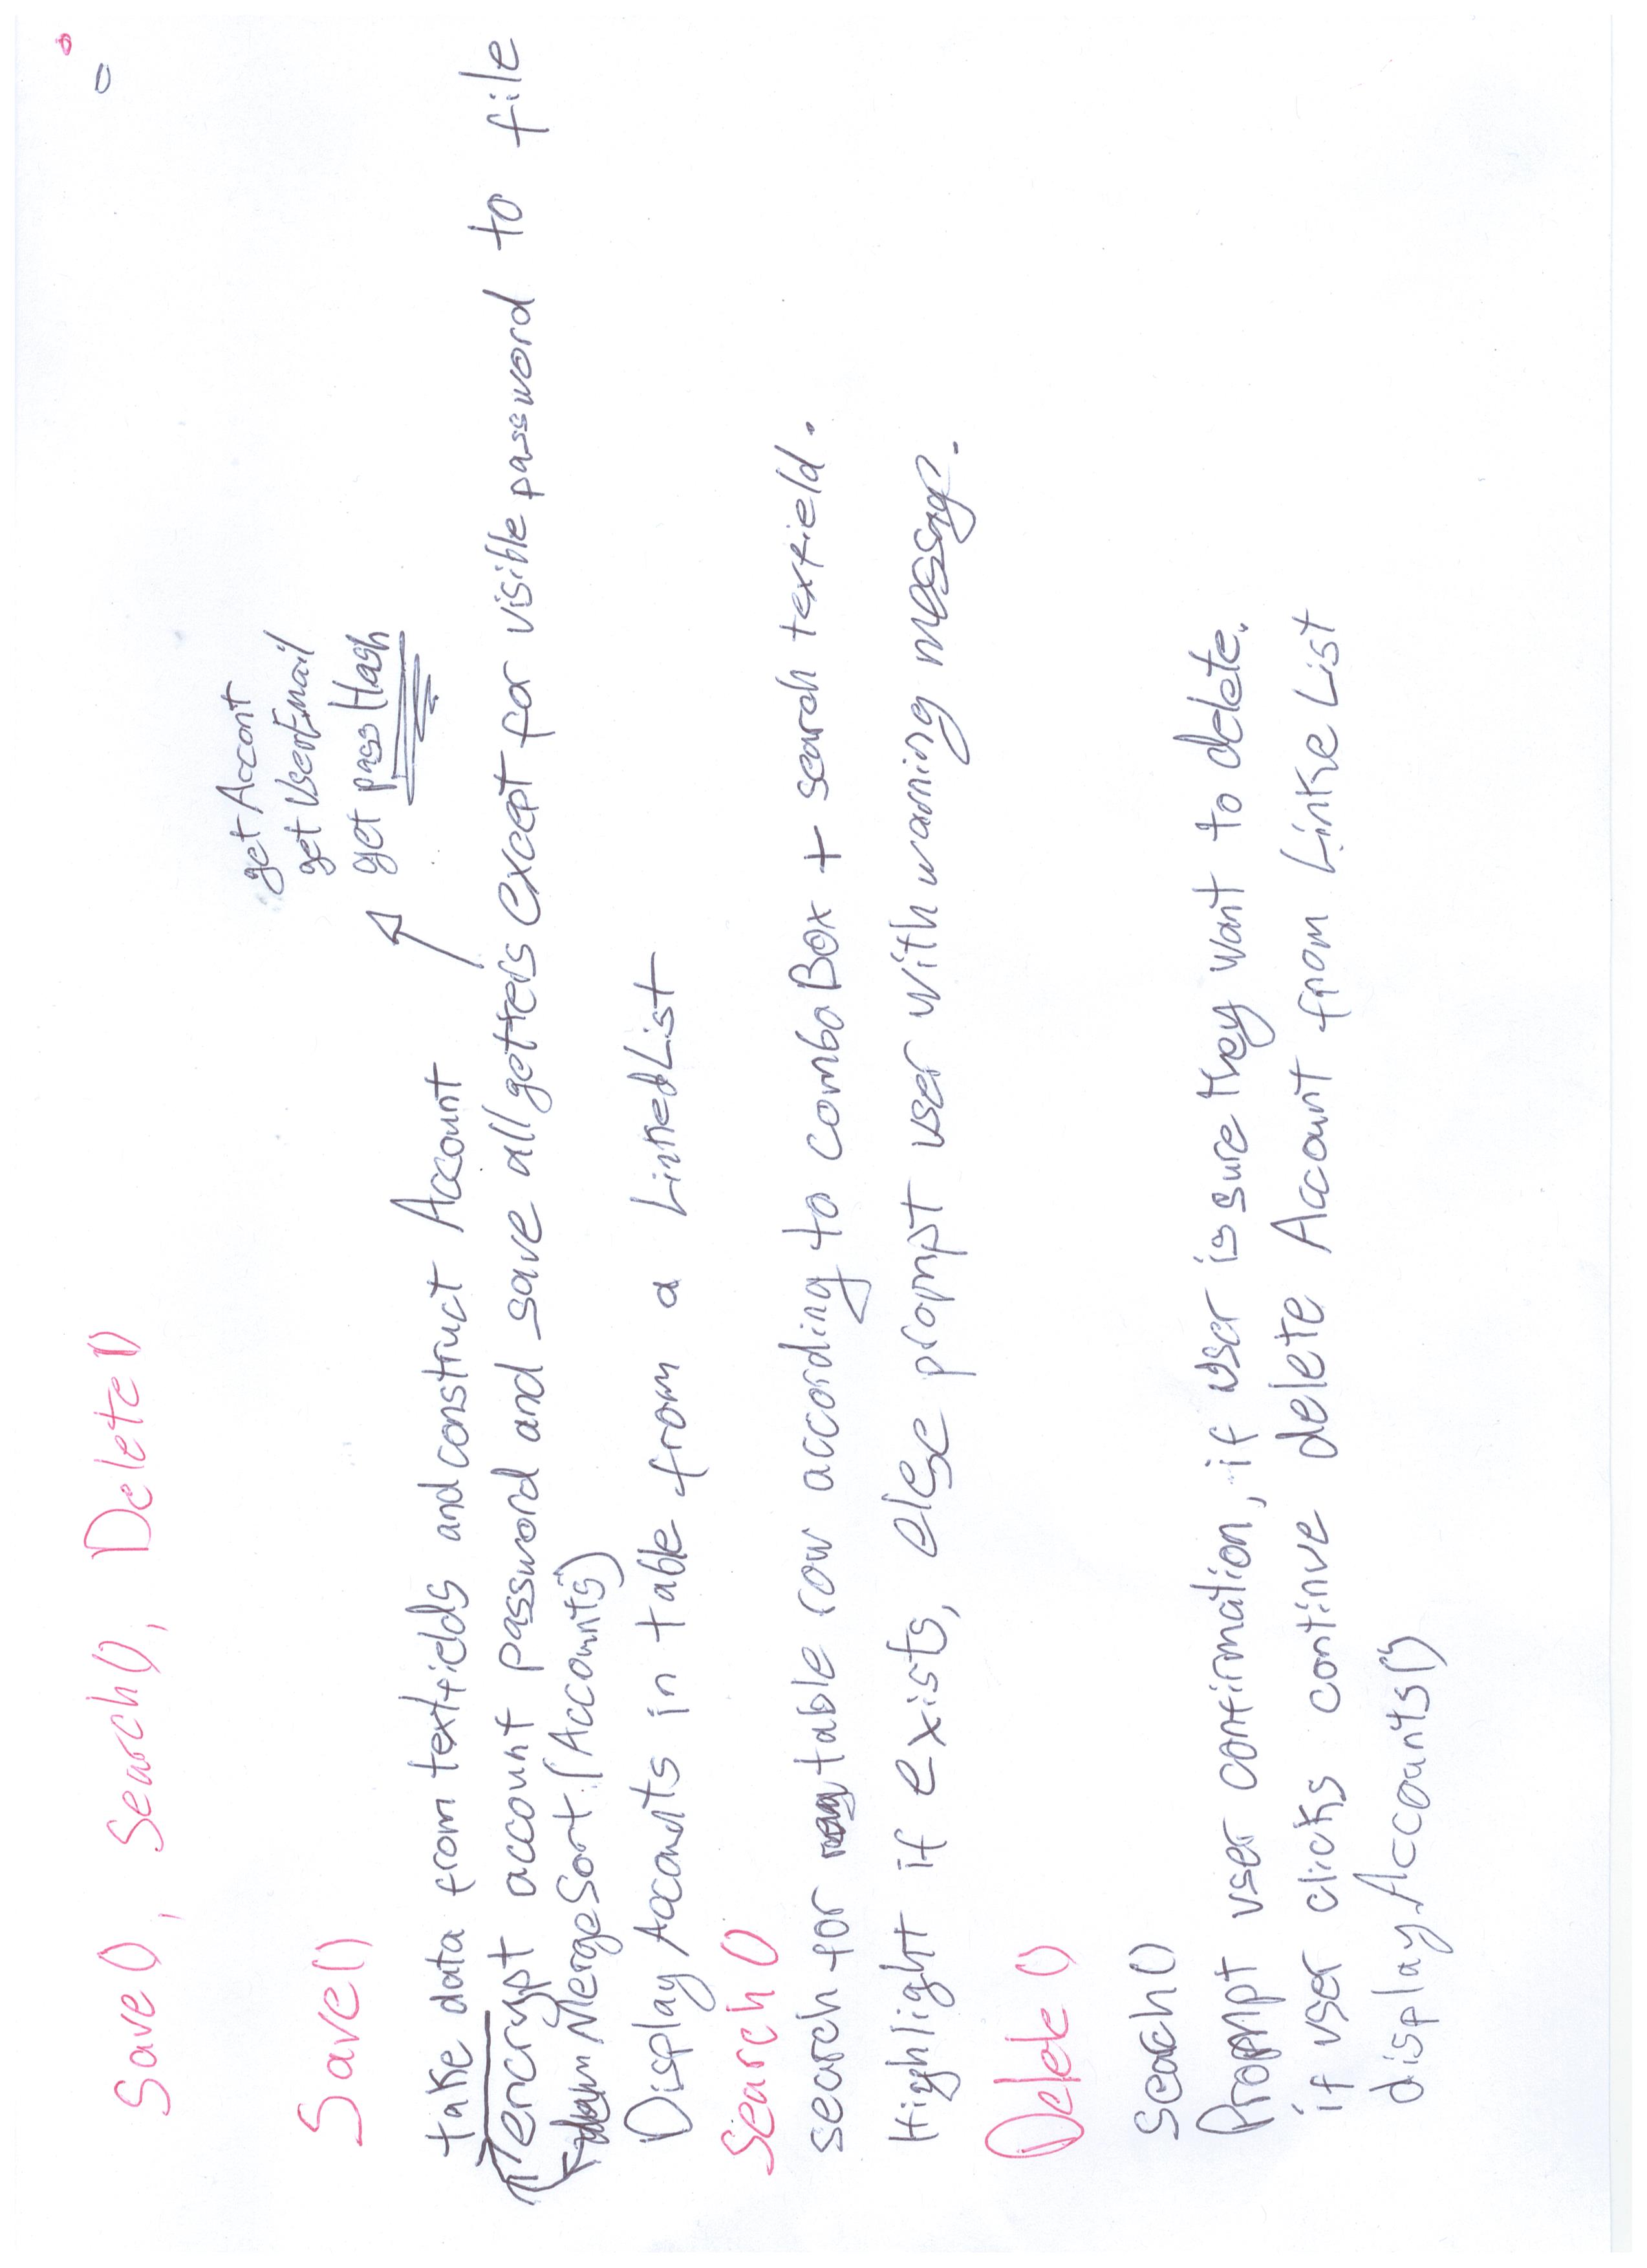 Save(), Search(), Delete()
getAccont
get UserEmail
get passHash
Save()
take data from textfields and construct Account
encrypt account password and save all getters except for visible password to file
MergeSort(Accounts)
Display Accounts in table from a LinkedList
Search()
search for table row according to comboBox + search textfield.
Highlight if exists, else prompt user with warning message.
Delete()
search()
Prompt user confirmation, if user is sure they want to delete.
if user clicks continue delete Account from Linke List
displayAccounts()